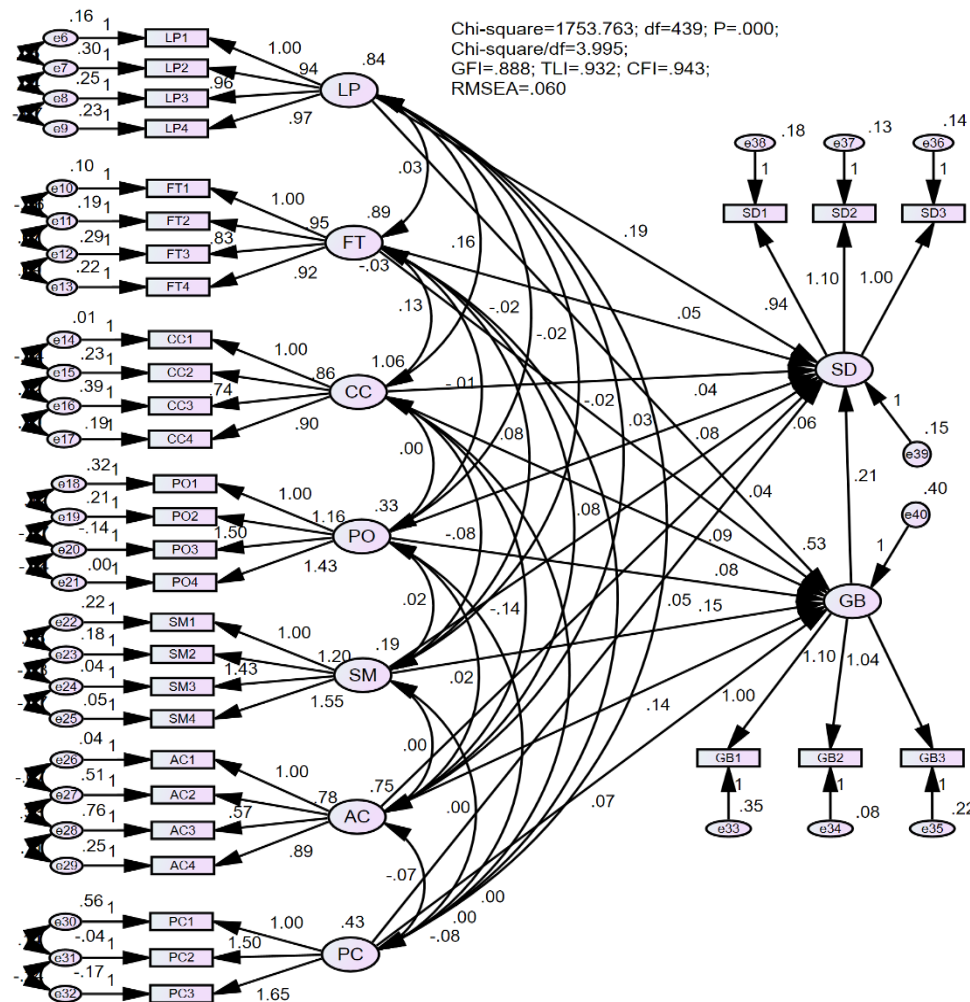 Chi-square=1753.763; df=439; P=.000;
Chi-square/df=3.995;
GFI=.888; TLI=.932; CFI=.943;
RMSEA=.060
.16 1
e6 LP1
.30 1
e7 LP2
.25 1
e8 LP3
.23 1
e9 LP4
1.00 .94 .96 .97
.84
LP
.10 1
e10 FT1
.19 1
e11 FT2
.29 1
e12 FT3
.22 1
e13 FT4
1.00 .95 .83 .92
.89
FT
.01 1
e14 CC1
.23 1
e15 CC2
.39 1
e16 CC3
.19 1
e17 CC4
1.00 .86 .74 .90
1.06
CC
.32 1
e18 PO1
.21 1
e19 PO2
-.14 1
e20 PO3
.00 1
e21 PO4
1.00 1.16 1.50 1.43
.33
PO
.22 1
e22 SM1
.18 1
e23 SM2
.04 1
e24 SM3
.05 1
e25 SM4
1.00 1.20 1.43 1.55
.19
SM
.04 1
e26 AC1
.51 1
e27 AC2
.76 1
e28 AC3
.25 1
e29 AC4
1.00 .78 .57 .89
.75
AC
.56 1
e30 PC1
-.04 1
e31 PC2
-.17 1
e32 PC3
1.00 1.50 1.65
.43
PC
.03
.16
-.03
.13
-.02
-.02
-.01
-.02
.03
.00
.08
.08
-.08
.02
-.14
.02
.00
.00
-.07
.00
.00
-.08
.19
.05
.04
.04
.08
.06
.09
.05
.04
.08
.15
.14
.07
.21
e38 .18
e37 .13
e36 .14
1 1 1
SD1 SD2 SD3
.94 1.10 1.00
SD
1
.15
e39
.40
e40
1
.53
GB
1.00 1.10 1.04
GB1 GB2 GB3
1 1 1
e33 .35
e34 .08
e35 .22